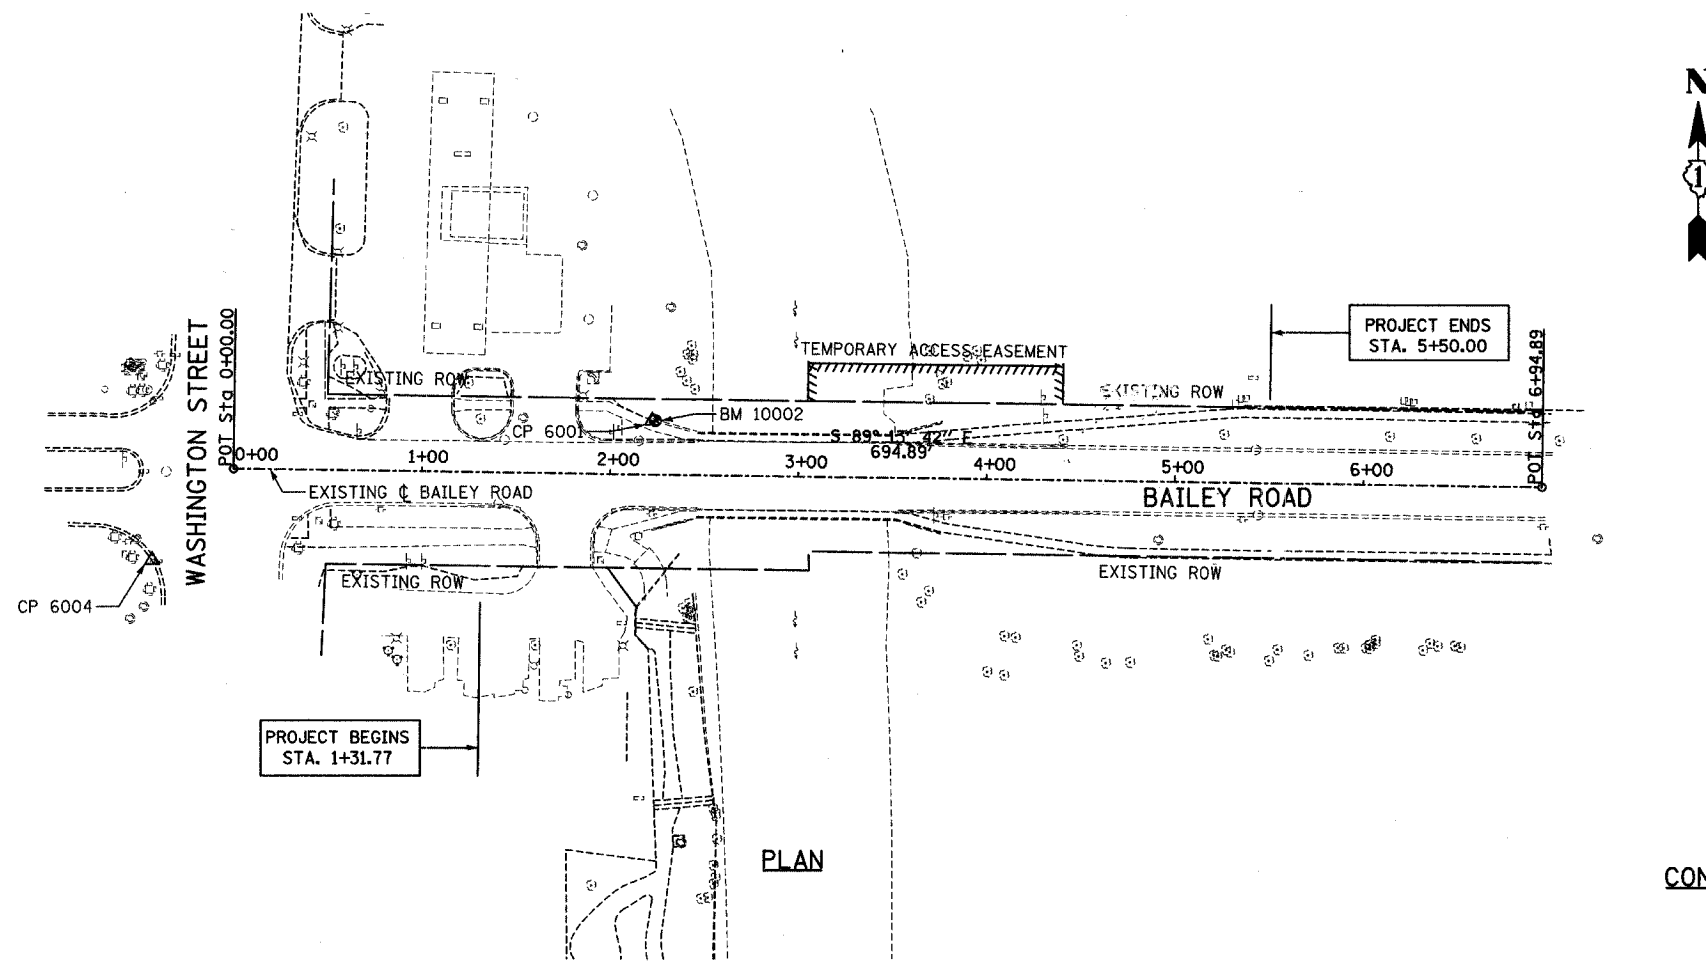 N
1
WASHINGTON STREET
POT Sta 0+00.00
PROJECT ENDS
STA. 5+50.00
POT Sta 6+94.89
TEMPORARY ACCESS EASEMENT
EXISTING ROW
EXISTING ROW
BM 10002
CP 6001
S 89° 15' 42" E
694.89'
0+00
1+00
2+00
3+00
4+00
5+00
6+00
EXISTING ℄ BAILEY ROAD
BAILEY ROAD
EXISTING ROW
EXISTING ROW
CP 6004
PROJECT BEGINS
STA. 1+31.77
PLAN
CON